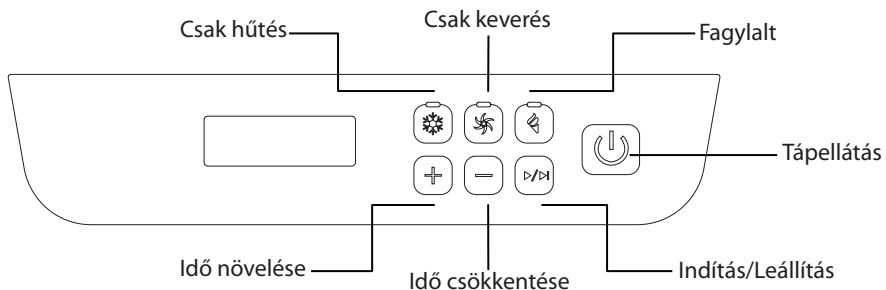 Csak hűtés
Csak keverés
Fagylalt
Tápellátás
Idő növelése
Idő csökkentése
Indítás/Leállítás